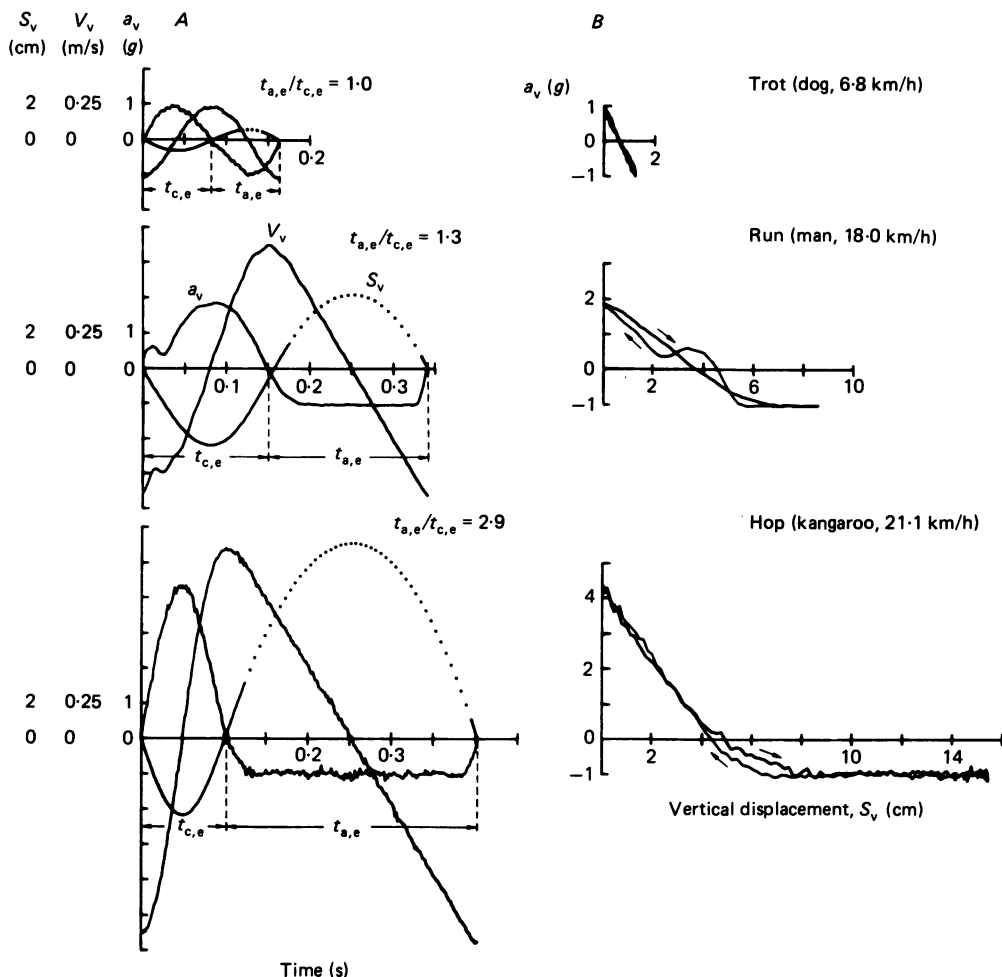 S_v V_v a_v A
(cm) (m/s) (g)
t_a,e/t_c,e = 1·0
2 0·25 1
0 0 0
0·2
t_c,e t_a,e
B
a_v (g)
Trot (dog, 6.8 km/h)
1
0
−1
2
V_v
t_a,e/t_c,e = 1·3
a_v
S_v
2 0·25 1
0 0 0
0·1 0·2 0·3
t_c,e t_a,e
Run (man, 18·0 km/h)
2
0
−1
2 6 10
t_a,e/t_c,e = 2·9
2 0·25 1
0 0 0
0·2 0·3
t_c,e t_a,e
Time (s)
Hop (kangaroo, 21·1 km/h)
4
2
0
−1
2 6 10 14
Vertical displacement, S_v (cm)